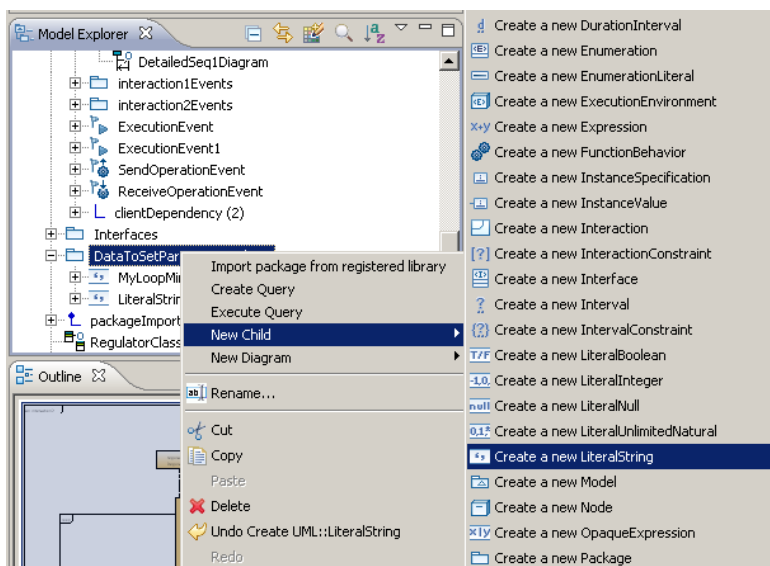 Model Explorer
DetailedSeq1Diagram
interaction1Events
interaction2Events
ExecutionEvent
ExecutionEvent1
SendOperationEvent
ReceiveOperationEvent
clientDependency (2)
Interfaces
DataToSetPar
MyLoopMi
LiteralStrin
packageImport
RegulatorClass
Outline
Import package from registered library
Create Query
Execute Query
New Child
New Diagram
Rename...
Cut
Copy
Paste
Delete
Undo Create UML::LiteralString
Redo
Create a new DurationInterval
Create a new Enumeration
Create a new EnumerationLiteral
Create a new ExecutionEnvironment
x+y Create a new Expression
Create a new FunctionBehavior
Create a new InstanceSpecification
Create a new InstanceValue
Create a new Interaction
[?] Create a new InteractionConstraint
Create a new Interface
? Create a new Interval
{?} Create a new IntervalConstraint
T/F Create a new LiteralBoolean
-1,0, Create a new LiteralInteger
null Create a new LiteralNull
0,1,* Create a new LiteralUnlimitedNatural
Create a new LiteralString
Create a new Model
Create a new Node
x|y Create a new OpaqueExpression
Create a new Package